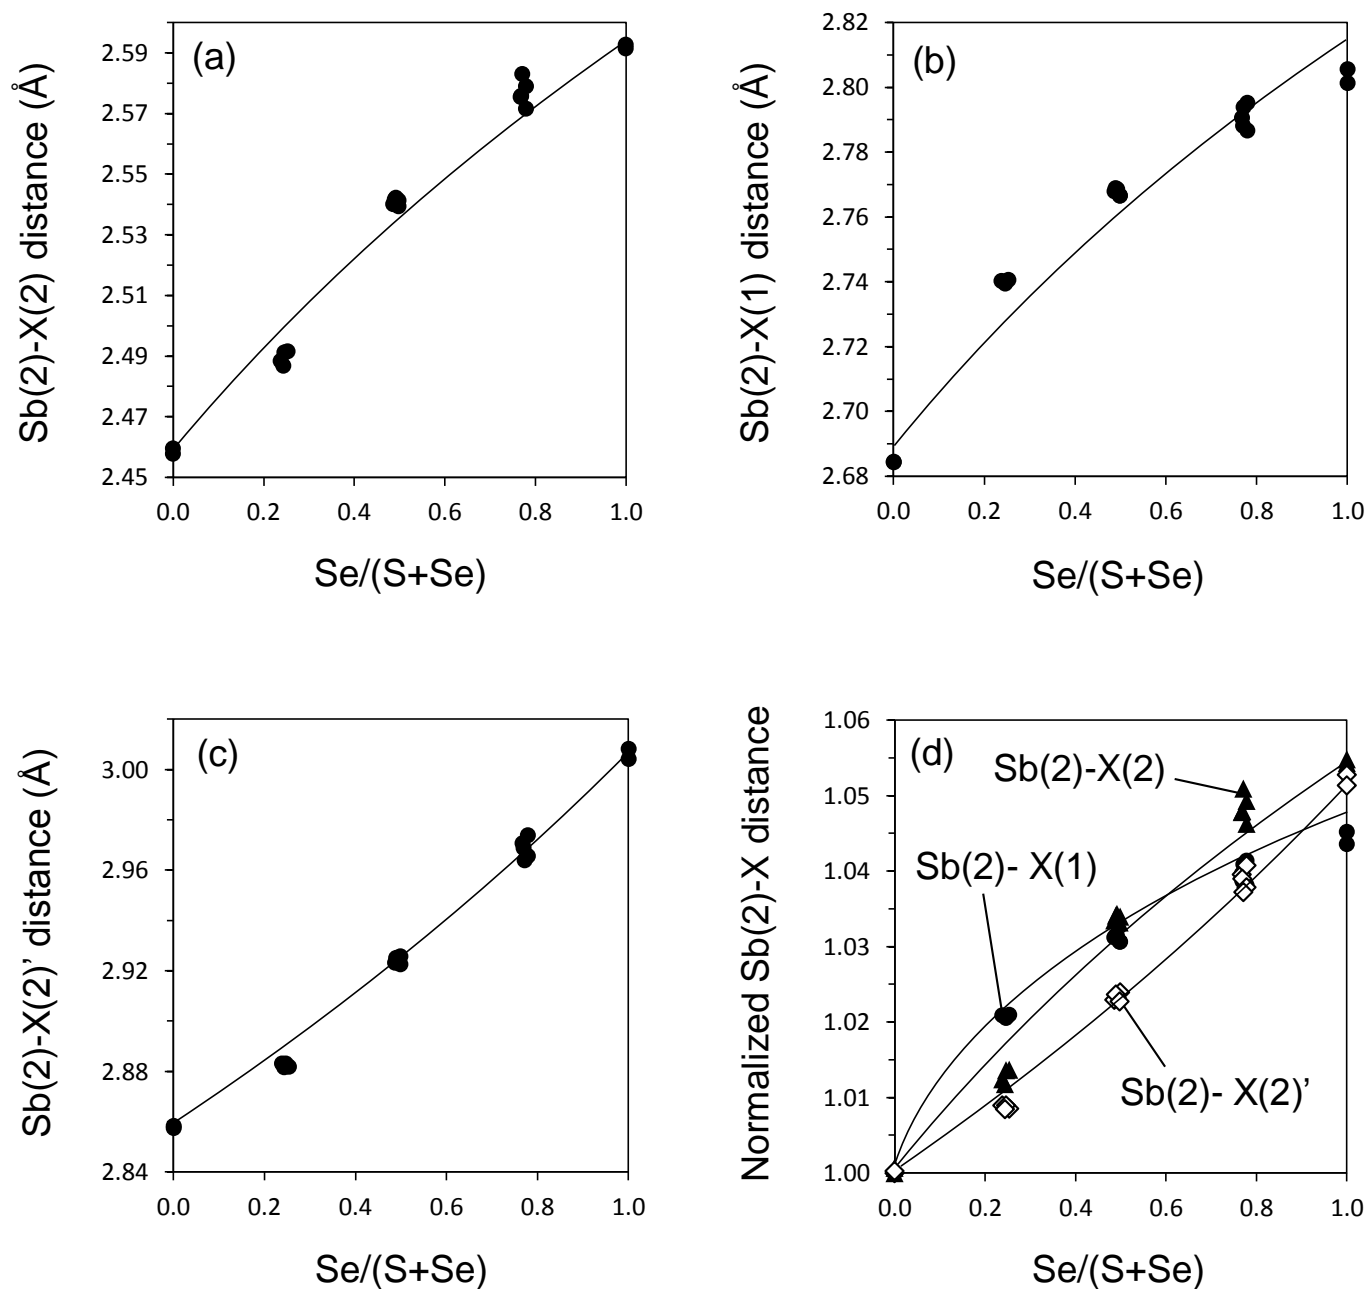 (a)
Sb(2)-X(2) distance (Å)
2.59
2.57
2.55
2.53
2.51
2.49
2.47
2.45
0.0 0.2 0.4 0.6 0.8 1.0
Se/(S+Se)
(b)
Sb(2)-X(1) distance (Å)
2.82
2.80
2.78
2.76
2.74
2.72
2.70
2.68
0.0 0.2 0.4 0.6 0.8 1.0
Se/(S+Se)
(c)
Sb(2)-X(2)’ distance (Å)
3.00
2.96
2.92
2.88
2.84
0.0 0.2 0.4 0.6 0.8 1.0
Se/(S+Se)
(d)
Normalized Sb(2)-X distance
1.06
1.05
1.04
1.03
1.02
1.01
1.00
Sb(2)-X(2)
Sb(2)- X(1)
Sb(2)- X(2)’
0.0 0.2 0.4 0.6 0.8 1.0
Se/(S+Se)